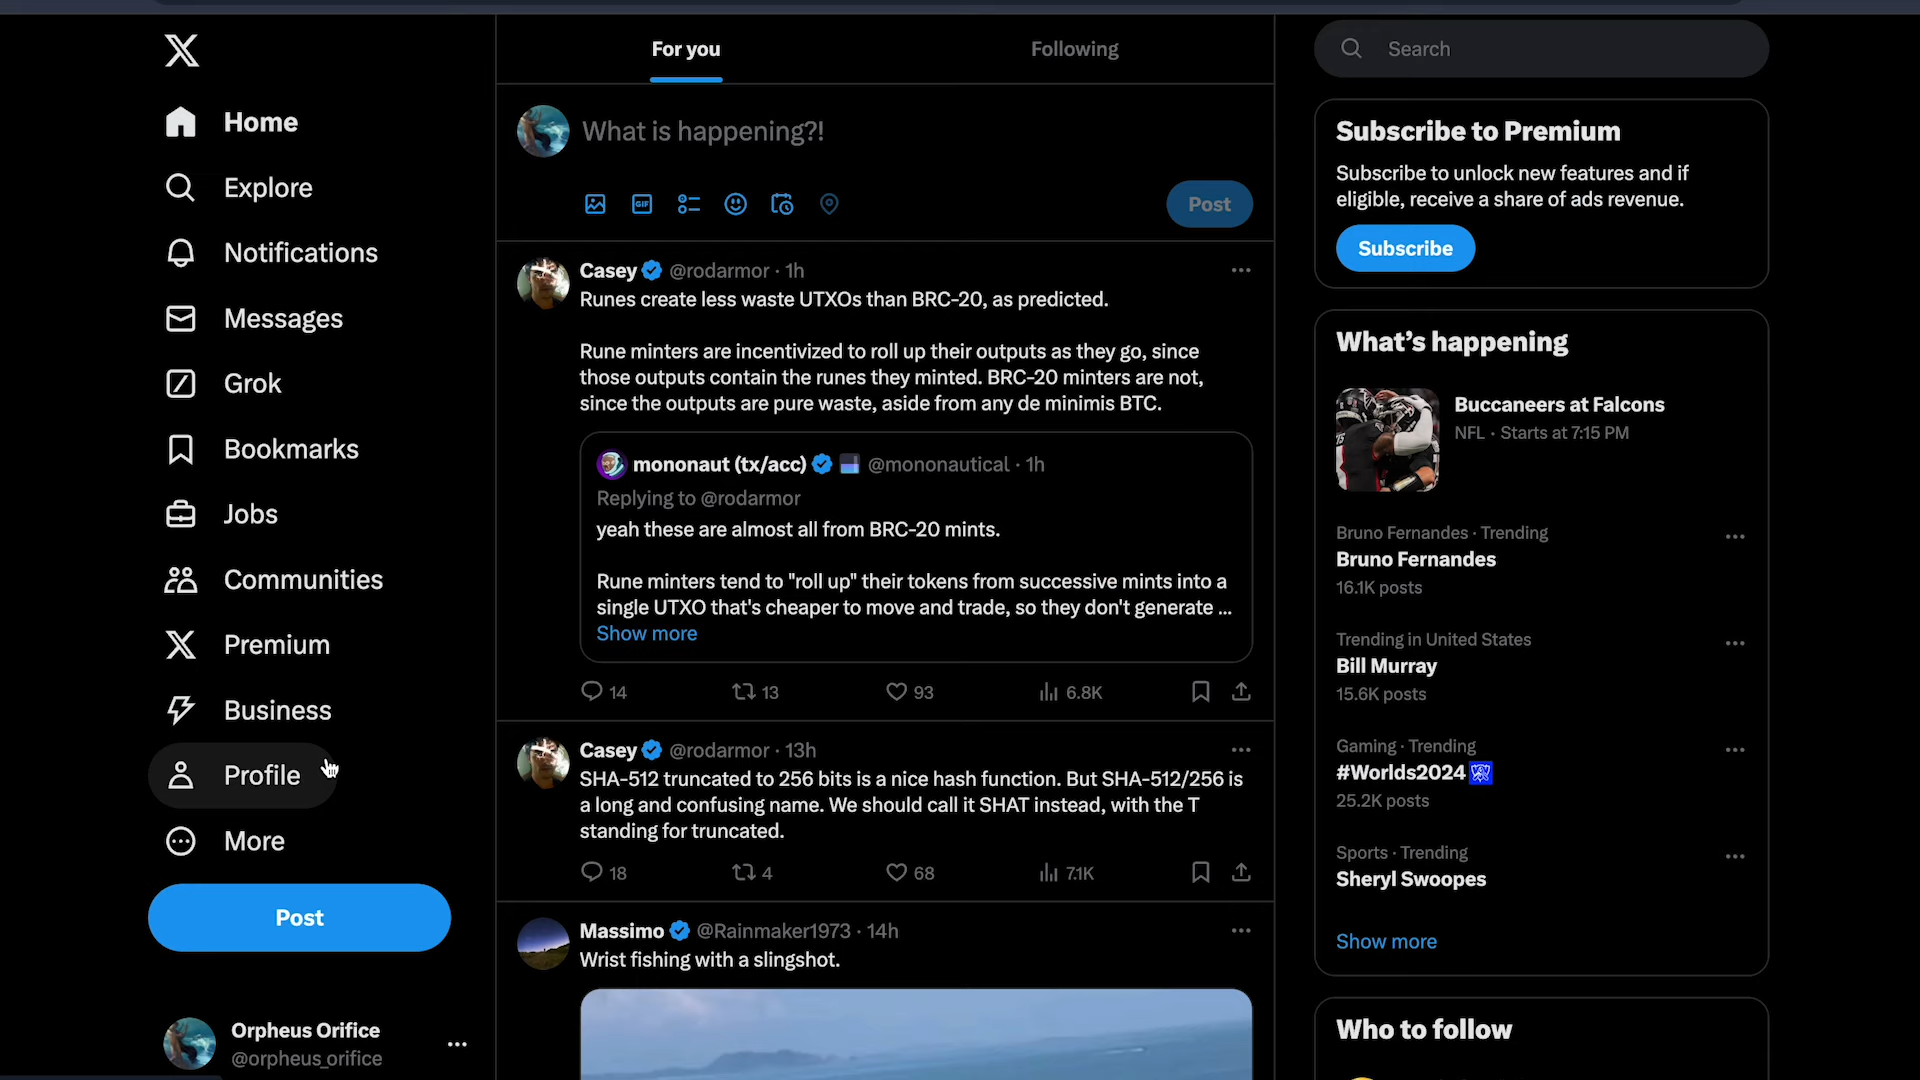 Home
Explore
Notifications
Messages
Grok
Bookmarks
Jobs
Communities
Premium
Business
Profile
More
Post
Orpheus Orifice
@orpheus_orifice
For you
Following
What is happening?!
GIF
Post
Casey @rodarmor · 1h
Runes create less waste UTXOs than BRC-20, as predicted.
Rune minters are incentivized to roll up their outputs as they go, since
those outputs contain the runes they minted. BRC-20 minters are not,
since the outputs are pure waste, aside from any de minimis BTC.
mononaut (tx/acc) @mononautical · 1h
Replying to @rodarmor
yeah these are almost all from BRC-20 mints.
Rune minters tend to "roll up" their tokens from successive mints into a
single UTXO that's cheaper to move and trade, so they don't generate ...
Show more
14 13 93 6.8K
Casey @rodarmor · 13h
SHA-512 truncated to 256 bits is a nice hash function. But SHA-512/256 is
a long and confusing name. We should call it SHAT instead, with the T
standing for truncated.
18 4 68 7.1K
Massimo @Rainmaker1973 · 14h
Wrist fishing with a slingshot.
Search
Subscribe to Premium
Subscribe to unlock new features and if
eligible, receive a share of ads revenue.
Subscribe
What's happening
Buccaneers at Falcons
NFL · Starts at 7:15 PM
Bruno Fernandes · Trending
Bruno Fernandes
16.1K posts
Trending in United States
Bill Murray
15.6K posts
Gaming · Trending
#Worlds2024
25.2K posts
Sports · Trending
Sheryl Swoopes
Show more
Who to follow